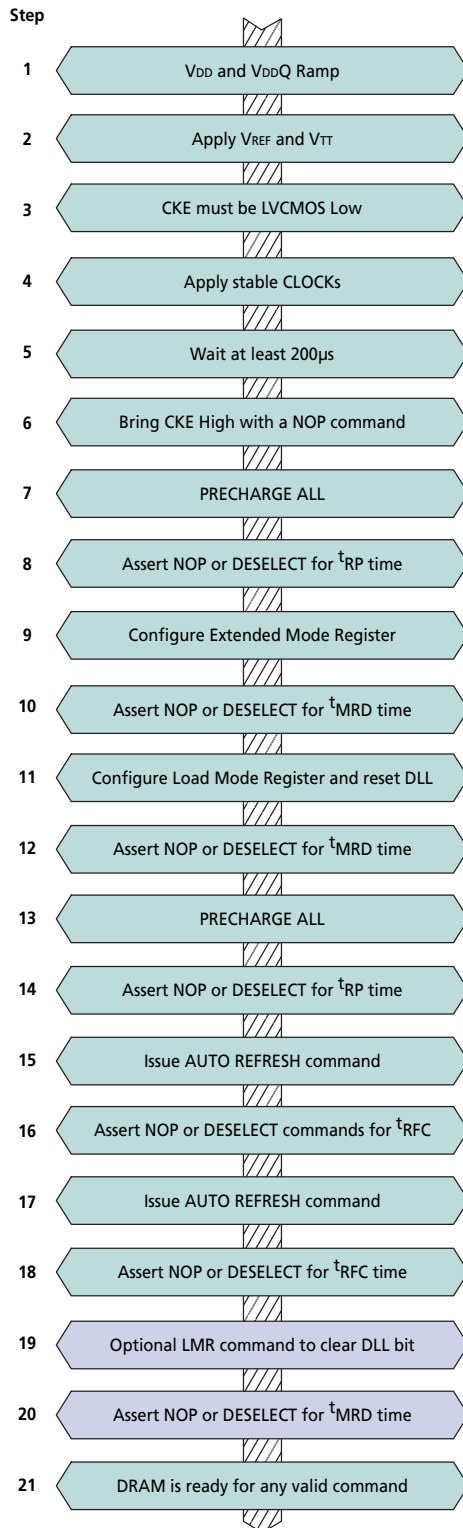 Step
1 VDD and VDDQ Ramp
2 Apply VREF and VTT
3 CKE must be LVCMOS Low
4 Apply stable CLOCKs
5 Wait at least 200µs
6 Bring CKE High with a NOP command
7 PRECHARGE ALL
8 Assert NOP or DESELECT for tRP time
9 Configure Extended Mode Register
10 Assert NOP or DESELECT for tMRD time
11 Configure Load Mode Register and reset DLL
12 Assert NOP or DESELECT for tMRD time
13 PRECHARGE ALL
14 Assert NOP or DESELECT for tRP time
15 Issue AUTO REFRESH command
16 Assert NOP or DESELECT commands for tRFC
17 Issue AUTO REFRESH command
18 Assert NOP or DESELECT for tRFC time
19 Optional LMR command to clear DLL bit
20 Assert NOP or DESELECT for tMRD time
21 DRAM is ready for any valid command